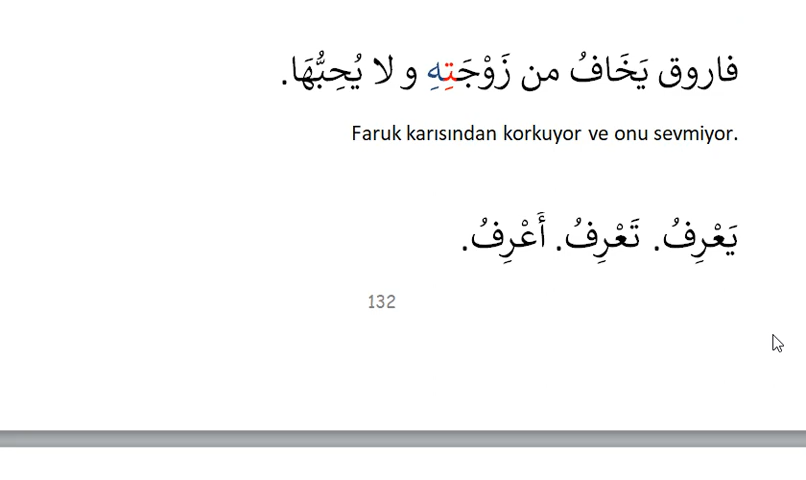 فاروق يَخَافُ من زَوْجَتِهِ و لا يُحِبُّهَا.
Faruk karısından korkuyor ve onu sevmiyor.
يَعْرِفُ. تَعْرِفُ. أَعْرِفُ.
132